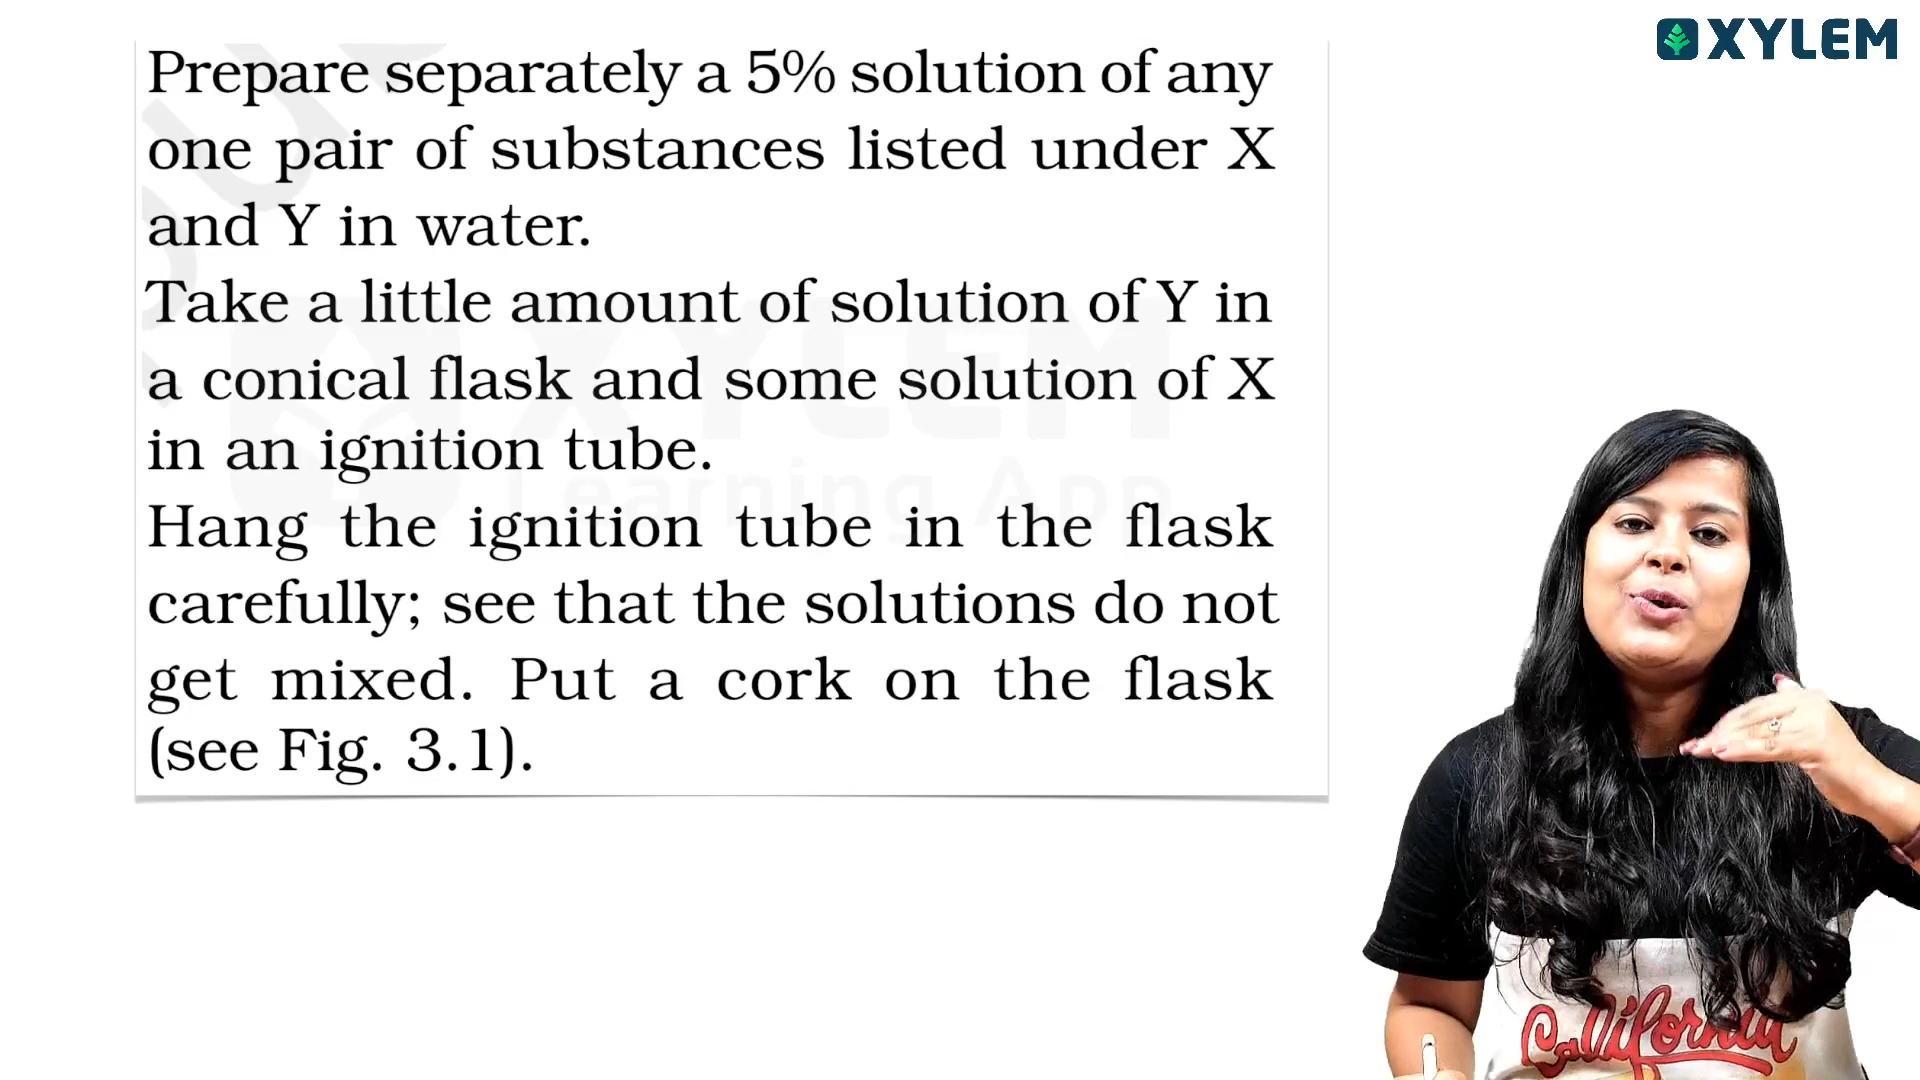 XYLEM
Prepare separately a 5% solution of any
one pair of substances listed under X
and Y in water.
Take a little amount of solution of Y in
a conical flask and some solution of X
in an ignition tube.
Hang the ignition tube in the flask
carefully; see that the solutions do not
get mixed. Put a cork on the flask
(see Fig. 3.1).
XYLEM
Learning App
California